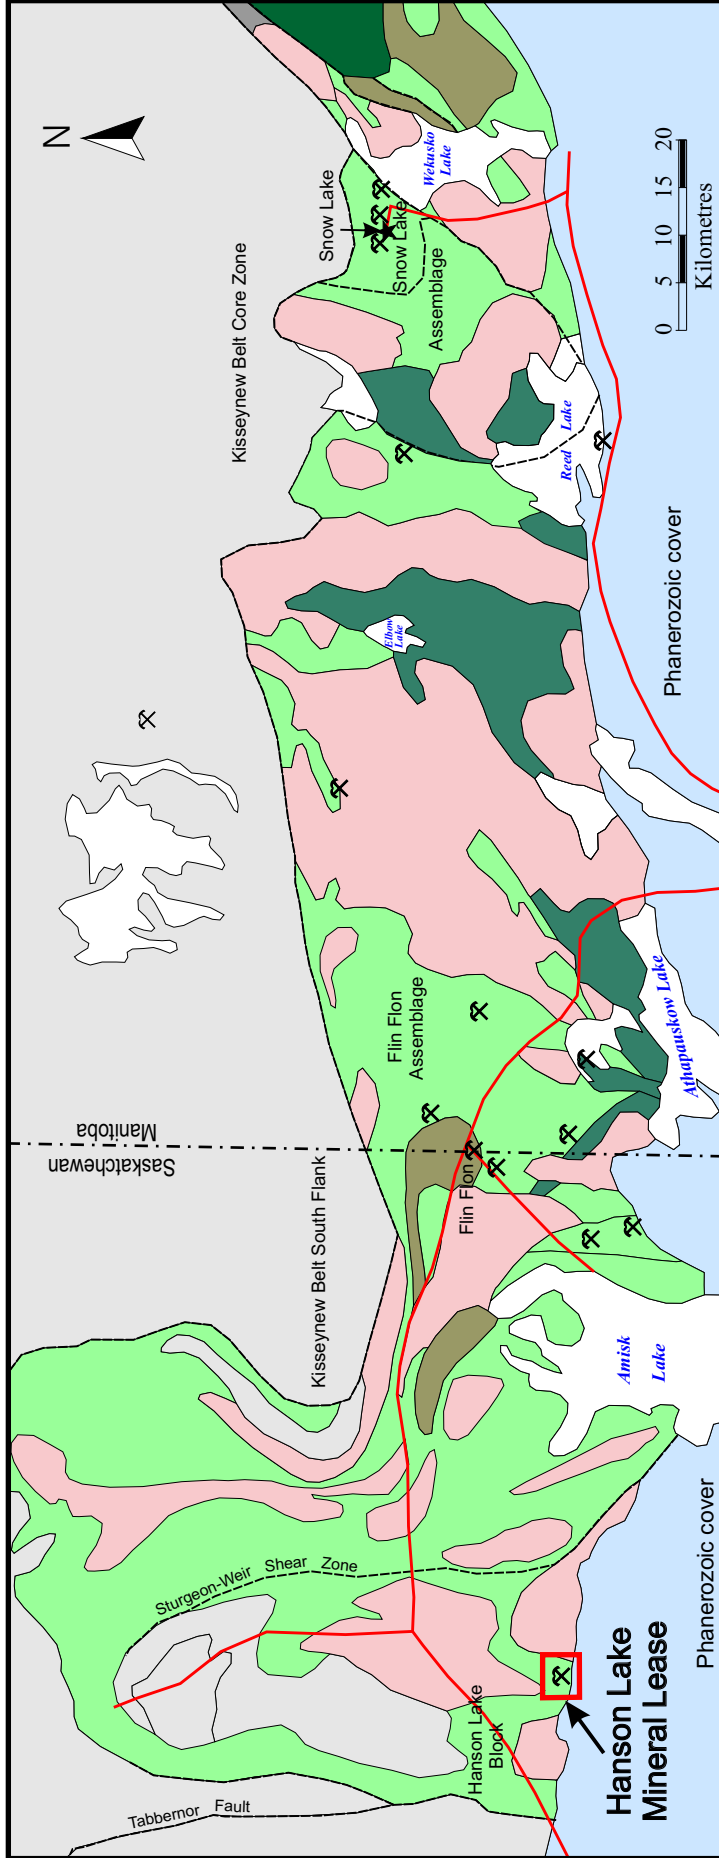 N
Kisseynew Belt Core Zone
Snow Lake
Snow Lake
Assemblage
Wekusko
Lake
0 5 10 15 20
Kilometres
Reed Lake
Elbow
Lake
Phanerozoic cover
Flin Flon
Assemblage
Athapauskow Lake
Manitoba
Saskatchewan
Flin Flon
Kisseynew Belt South Flank
Amisk
Lake
Sturgeon-Weir Shear Zone
Hanson Lake
Block
Tabbernor Fault
Hanson Lake
Mineral Lease
Phanerozoic cover